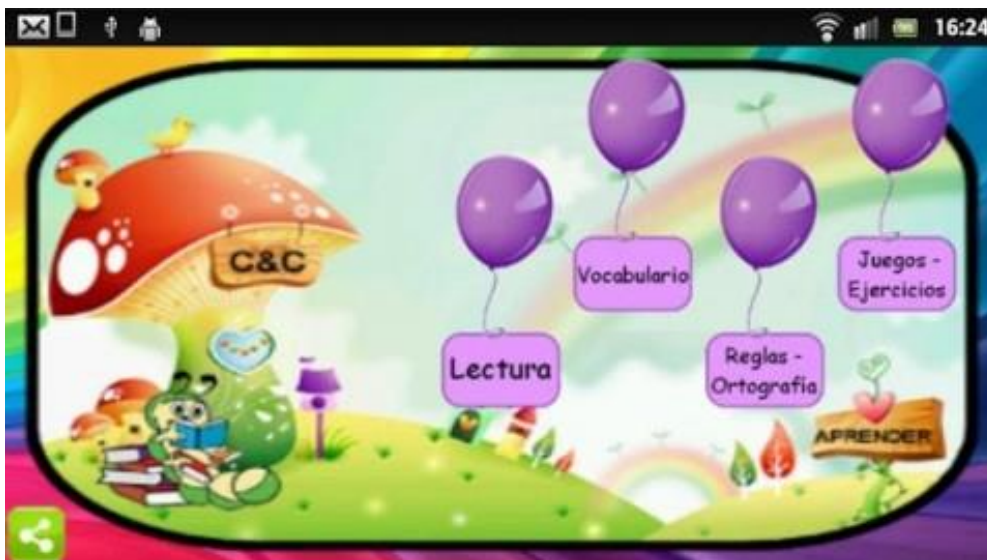 16:24
C&C
Vocabulario
Juegos -
Ejercicios
Lectura
Reglas -
Ortografía
APRENDER